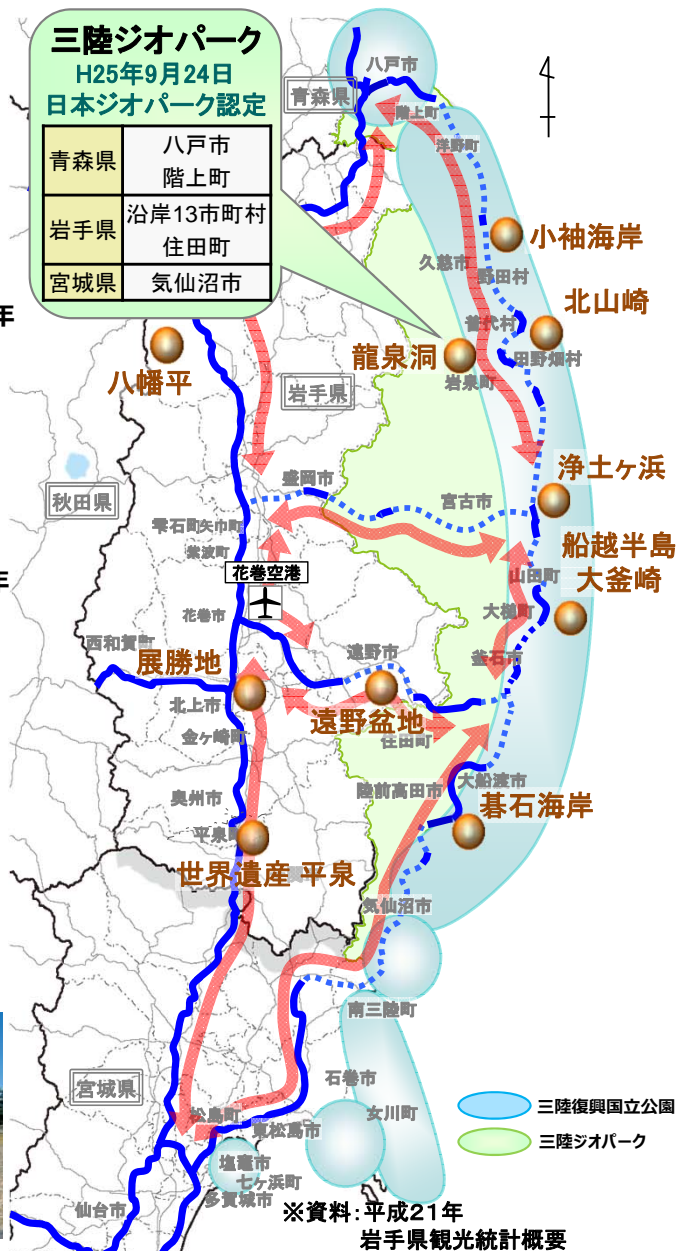 三陸ジオパーク
H25年9月24日
日本ジオパーク認定
青森県
八戸市
階上町
岩手県
沿岸13市町村
住田町
宮城県
気仙沼市
八戸市
青森県
階上町
洋野町
小袖海岸
久慈市
野田村
北山崎
普代村
年
田野畑村
龍泉洞
岩泉町
八幡平
岩手県
浄土ヶ浜
盛岡市
宮古市
秋田県
雫石町
矢巾町
紫波町
船越半島
大釜崎
花巻空港
山田町
花巻市
大槌町
西和賀町
遠野市
釜石市
展勝地
北上市
遠野盆地
金ヶ崎町
住田町
奥州市
陸前高田市
大船渡市
碁石海岸
平泉町
世界遺産 平泉
気仙沼市
南三陸町
石巻市
宮城県
女川町
松島町
東松島市
塩竈市
七ヶ浜町
多賀城市
仙台市
三陸復興国立公園
三陸ジオパーク
※資料:平成21年
岩手県観光統計概要